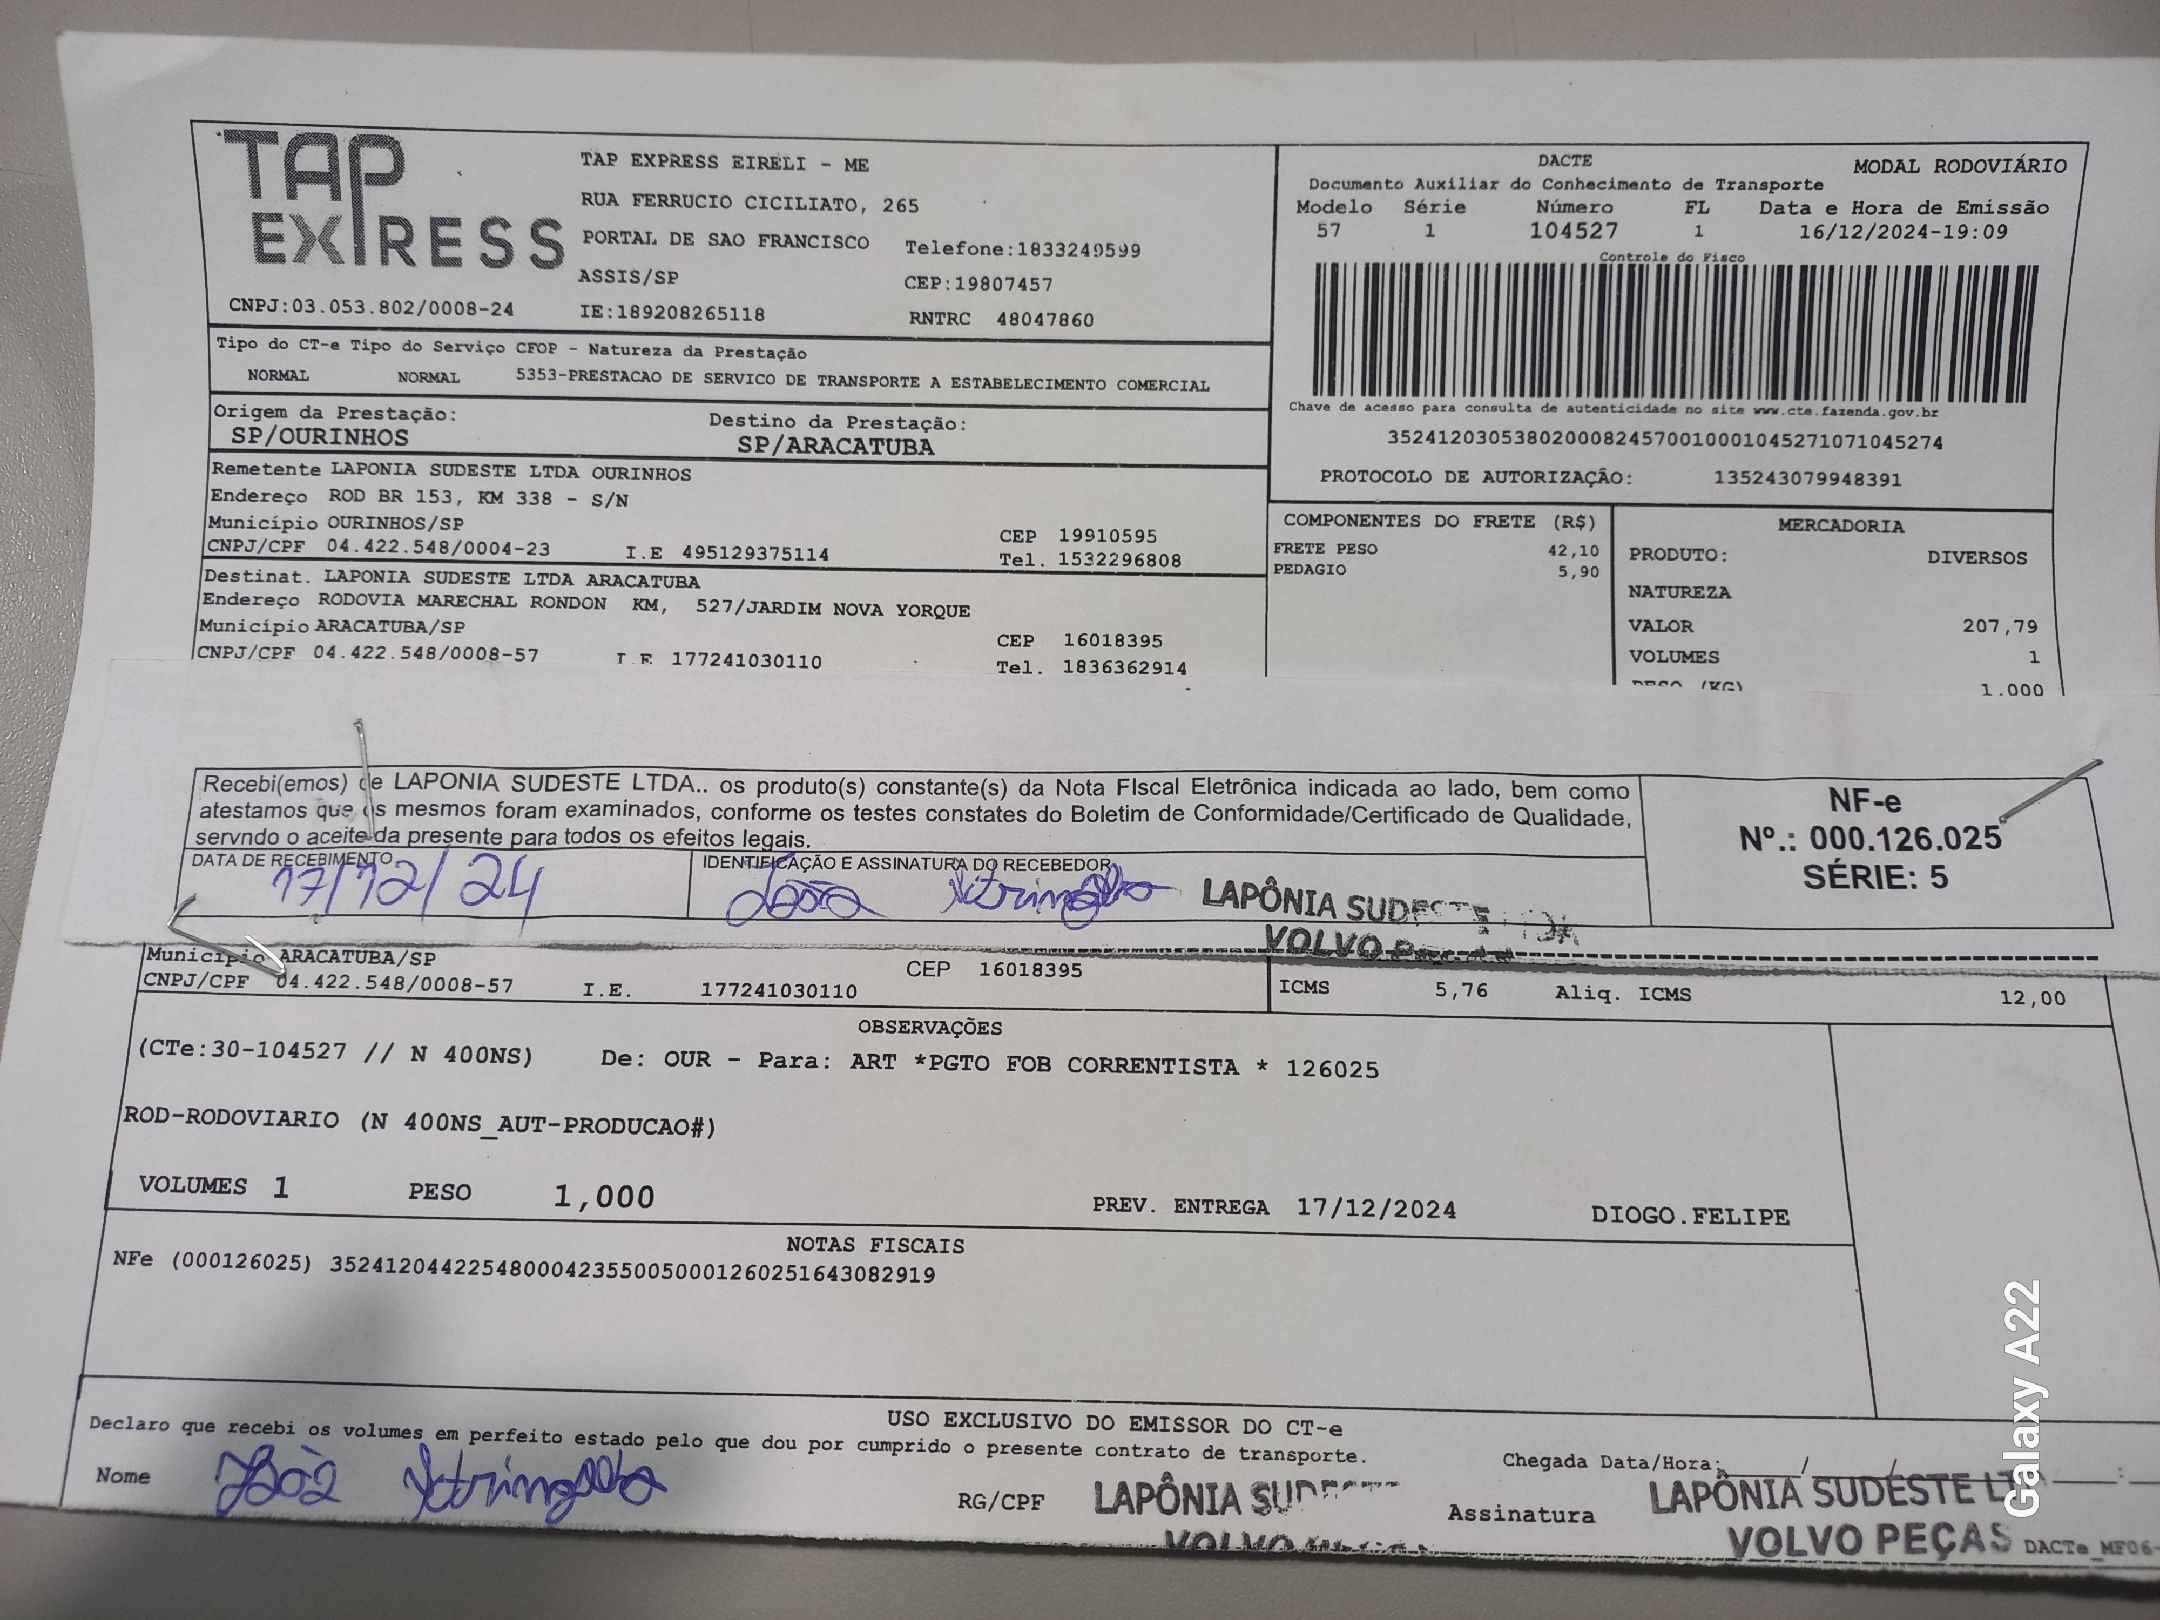 TAP
EXPRESS
TAP EXPRESS EIRELI - ME
RUA FERRUCIO CICILIATO, 265
PORTAL DE SAO FRANCISCO Telefone:1833249599
ASSIS/SP CEP:19807457
CNPJ:03.053.802/0008-24 IE:189208265118 RNTRC 48047860
DACTE MODAL RODOVIÁRIO
Documento Auxiliar do Conhecimento de Transporte
Modelo Série Número FL Data e Hora de Emissão
57 1 104527 1 16/12/2024-19:09
Controle do Fisco
Chave de acesso para consulta de autenticidade no site www.cte.fazenda.gov.br
35241203053802000824570010001045271071045274
PROTOCOLO DE AUTORIZAÇÃO: 135243079948391
Tipo do CT-e Tipo do Serviço CFOP - Natureza da Prestação
NORMAL NORMAL 5353-PRESTACAO DE SERVICO DE TRANSPORTE A ESTABELECIMENTO COMERCIAL
Origem da Prestação: Destino da Prestação:
SP/OURINHOS SP/ARACATUBA
Remetente LAPONIA SUDESTE LTDA OURINHOS
Endereço ROD BR 153, KM 338 - S/N
Município OURINHOS/SP CEP 19910595
CNPJ/CPF 04.422.548/0004-23 I.E 495129375114 Tel. 1532296808
Destinat. LAPONIA SUDESTE LTDA ARACATUBA
Endereço RODOVIA MARECHAL RONDON KM, 527/JARDIM NOVA YORQUE
Município ARACATUBA/SP CEP 16018395
CNPJ/CPF 04.422.548/0008-57 I.E 177241030110 Tel. 1836362914
COMPONENTES DO FRETE (R$)
FRETE PESO 42,10
PEDAGIO 5,90
MERCADORIA
PRODUTO: DIVERSOS
NATUREZA
VALOR 207,79
VOLUMES 1
PESO (KG) 1.000
Recebi(emos) de LAPONIA SUDESTE LTDA.. os produto(s) constante(s) da Nota FIscal Eletrônica indicada ao lado, bem como
atestamos que os mesmos foram examinados, conforme os testes constates do Boletim de Conformidade/Certificado de Qualidade,
servndo o aceite da presente para todos os efeitos legais.
DATA DE RECEBIMENTO IDENTIFICAÇÃO E ASSINATURA DO RECEBEDOR
17/12/24 João
LAPÔNIA SUDESTE LTDA
VOLVO
NF-e
Nº.: 000.126.025
SÉRIE: 5
Município ARACATUBA/SP CEP 16018395
CNPJ/CPF 04.422.548/0008-57 I.E. 177241030110
ICMS 5,76 Aliq. ICMS 12,00
OBSERVAÇÕES
(CTe:30-104527 // N 400NS) De: OUR - Para: ART *PGTO FOB CORRENTISTA * 126025
ROD-RODOVIARIO (N 400NS_AUT-PRODUCAO#)
VOLUMES 1 PESO 1,000 PREV. ENTREGA 17/12/2024 DIOGO.FELIPE
NOTAS FISCAIS
NFe (000126025) 35241204422548000423550050001260251643082919
USO EXCLUSIVO DO EMISSOR DO CT-e
Declaro que recebi os volumes em perfeito estado pelo que dou por cumprido o presente contrato de transporte.
Chegada Data/Hora: / / :
Nome João RG/CPF Assinatura
LAPÔNIA
VOLVO
LAPÔNIA SUDESTE
VOLVO PEÇAS
DACTe_MF06-
Galaxy A22